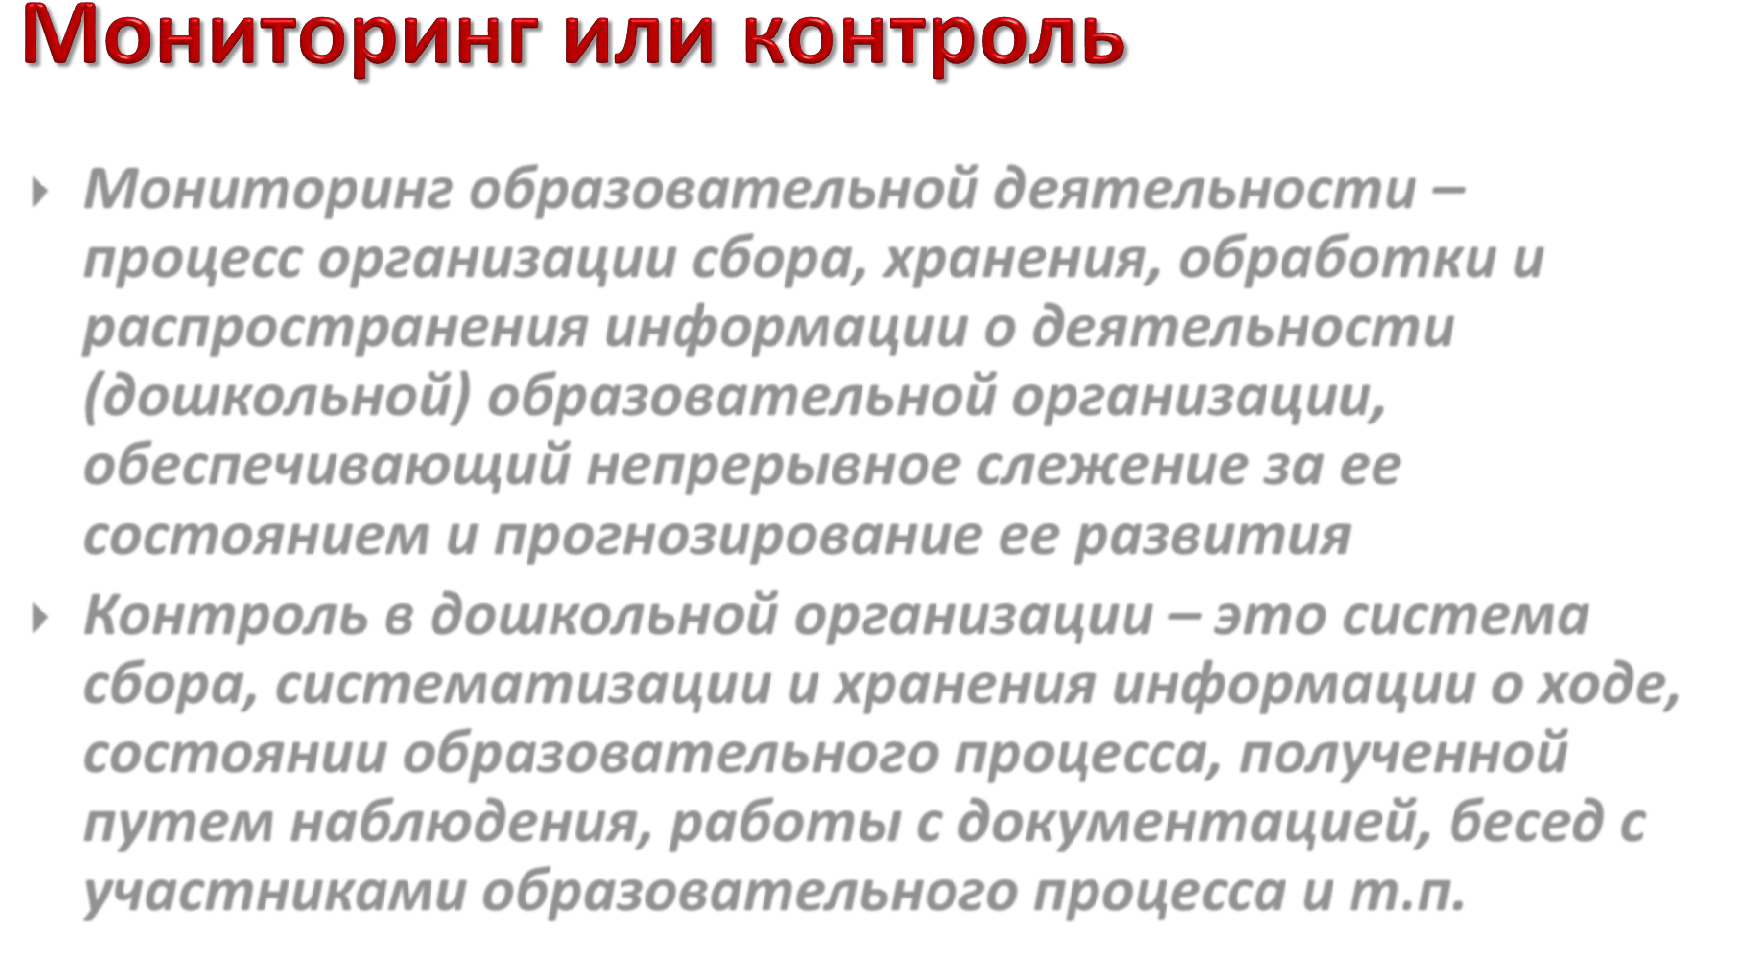 Мониторинг или контроль
Мониторинг образовательной деятельности –
процесс организации сбора, хранения, обработки и
распространения информации о деятельности
(дошкольной) образовательной организации,
обеспечивающий непрерывное слежение за ее
состоянием и прогнозирование ее развития
Контроль в дошкольной организации – это система
сбора, систематизации и хранения информации о ходе,
состоянии образовательного процесса, полученной
путем наблюдения, работы с документацией, бесед с
участниками образовательного процесса и т.п.